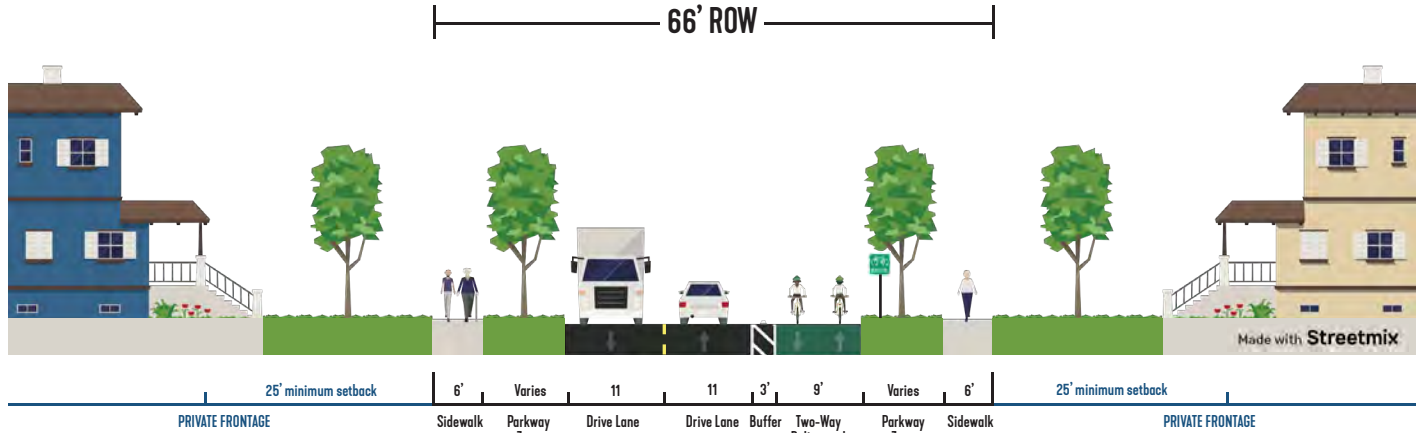 66' ROW
Made with Streetmix
25' minimum setback
6'
Varies
11
11
3'
9'
Varies
6'
25' minimum setback
PRIVATE FRONTAGE
Sidewalk
Parkway
Drive Lane
Drive Lane
Buffer
Two-Way
Parkway
Sidewalk
PRIVATE FRONTAGE